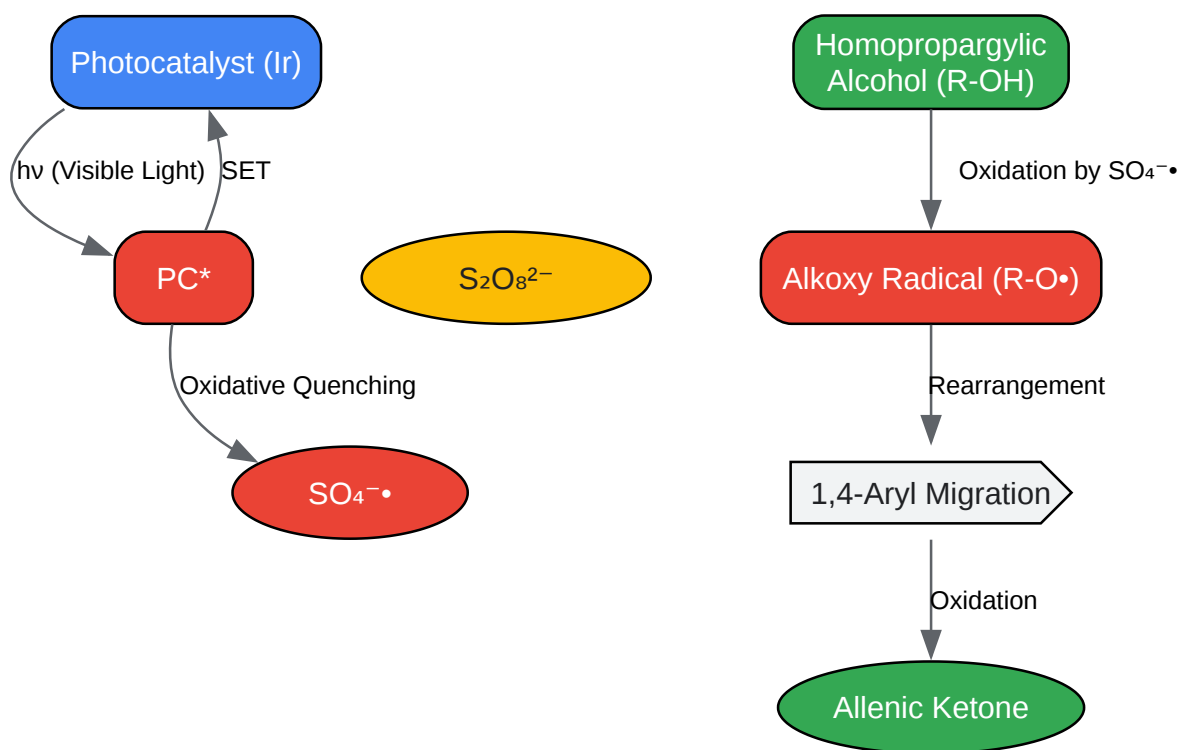 Photocatalyst (Ir)
Homopropargylic
Alcohol (R-OH)
hν (Visible Light)
SET
Oxidation by SO₄⁻•
PC*
S₂O₈²⁻
Alkoxy Radical (R-O•)
Oxidative Quenching
Rearrangement
SO₄⁻•
1,4-Aryl Migration
Oxidation
Allenic Ketone